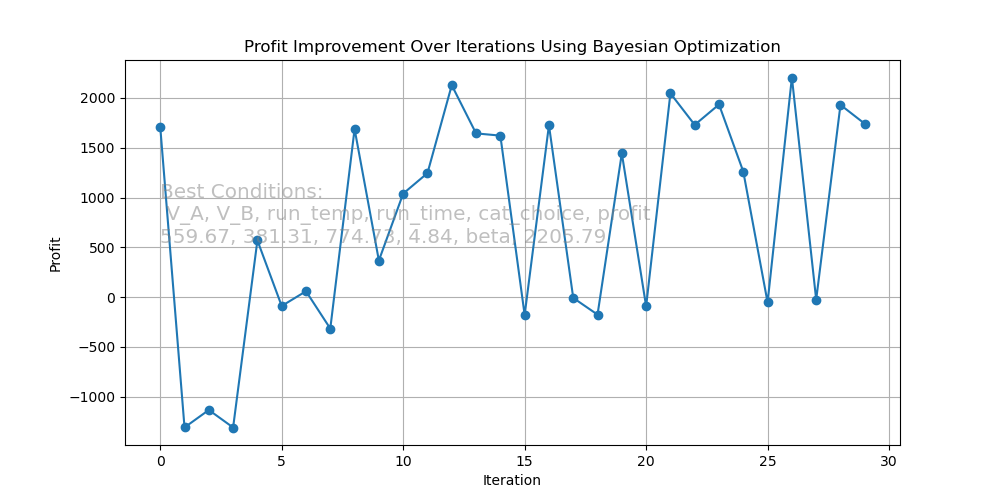 Profit Improvement Over Iterations Using Bayesian Optimization
2000
1500
1000
500
0
−500
−1000
Profit
Best Conditions:
V_A, V_B, run_temp, run_time, cat_choice, profit
559.67, 381.31, 774.73, 4.84, beta, 2205.79
0 5 10 15 20 25 30
Iteration